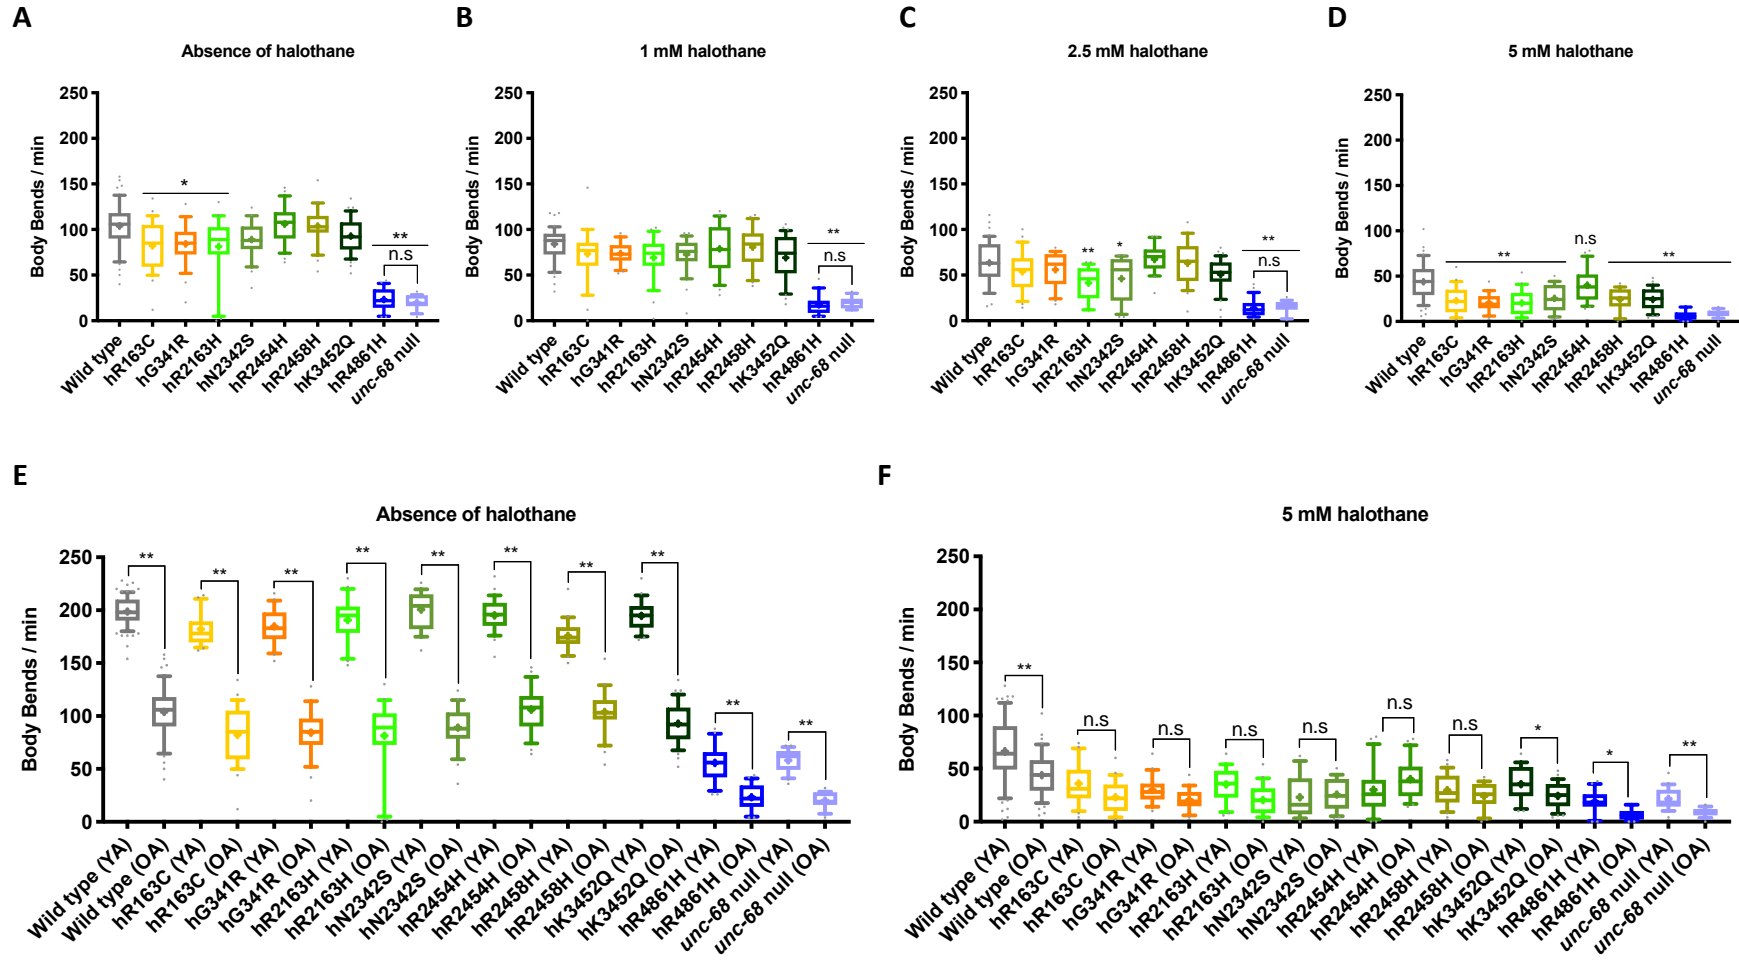 A
Absence of halothane
Body Bends / min
250
200
150
100
50
0
*
**
n.s
Wild type
hR163C
hG341R
hR2163H
hN2342S
hR2454H
hR2458H
hK3452Q
hR4861H
unc-68 null
B
1 mM halothane
Body Bends / min
250
200
150
100
50
0
**
n.s
Wild type
hR163C
hG341R
hR2163H
hN2342S
hR2454H
hR2458H
hK3452Q
hR4861H
unc-68 null
C
2.5 mM halothane
Body Bends / min
250
200
150
100
50
0
**
*
**
n.s
Wild type
hR163C
hG341R
hR2163H
hN2342S
hR2454H
hR2458H
hK3452Q
hR4861H
unc-68 null
D
5 mM halothane
Body Bends / min
250
200
150
100
50
0
**
n.s
**
Wild type
hR163C
hG341R
hR2163H
hN2342S
hR2454H
hR2458H
hK3452Q
hR4861H
unc-68 null
E
Absence of halothane
Body Bends / min
250
200
150
100
50
0
**
**
**
**
**
**
**
**
**
**
Wild type (YA)
Wild type (OA)
hR163C (YA)
hR163C (OA)
hG341R (YA)
hG341R (OA)
hR2163H (YA)
hR2163H (OA)
hN2342S (YA)
hN2342S (OA)
hR2454H (YA)
hR2454H (OA)
hR2458H (YA)
hR2458H (OA)
hK3452Q (YA)
hK3452Q (OA)
hR4861H (YA)
hR4861H (OA)
unc-68 null (YA)
unc-68 null (OA)
F
5 mM halothane
Body Bends / min
250
200
150
100
50
0
**
n.s
n.s
n.s
n.s
n.s
n.s
*
*
**
Wild type (YA)
Wild type (OA)
hR163C (YA)
hR163C (OA)
hG341R (YA)
hG341R (OA)
hR2163H (YA)
hR2163H (OA)
hN2342S (YA)
hN2342S (OA)
hR2454H (YA)
hR2454H (OA)
hR2458H (YA)
hR2458H (OA)
hK3452Q (YA)
hK3452Q (OA)
hR4861H (YA)
hR4861H (OA)
unc-68 null (YA)
unc-68 null (OA)